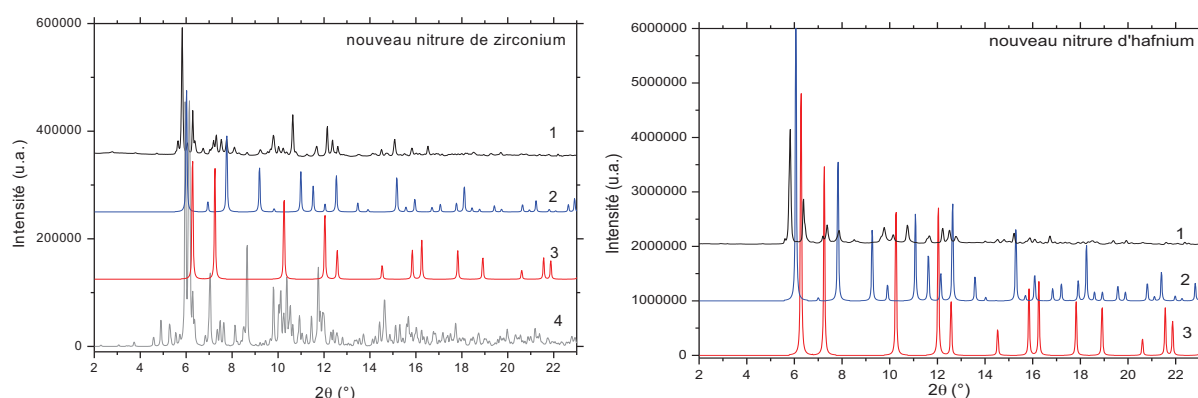 nouveau nitrure de zirconium
600000
400000
200000
0
Intensité (u.a.)
1
2
3
4
2 4 6 8 10 12 14 16 18 20 22
2θ (°)
nouveau nitrure d'hafnium
6000000
5000000
4000000
3000000
2000000
1000000
0
Intensité (u.a.)
1
2
3
2 4 6 8 10 12 14 16 18 20 22
2θ (°)